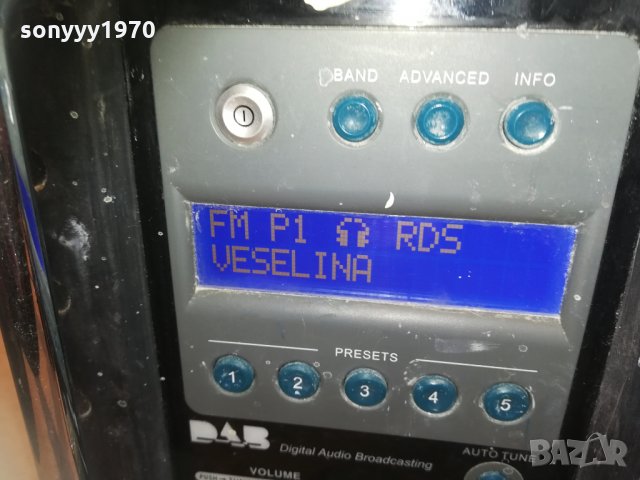 sonyyy1970
BAND ADVANCED INFO
FM P1 RDS
VESELINA
PRESETS
1 2 3 4 5
DAB Digital Audio Broadcasting
AUTO TUNE
VOLUME
BAZAR